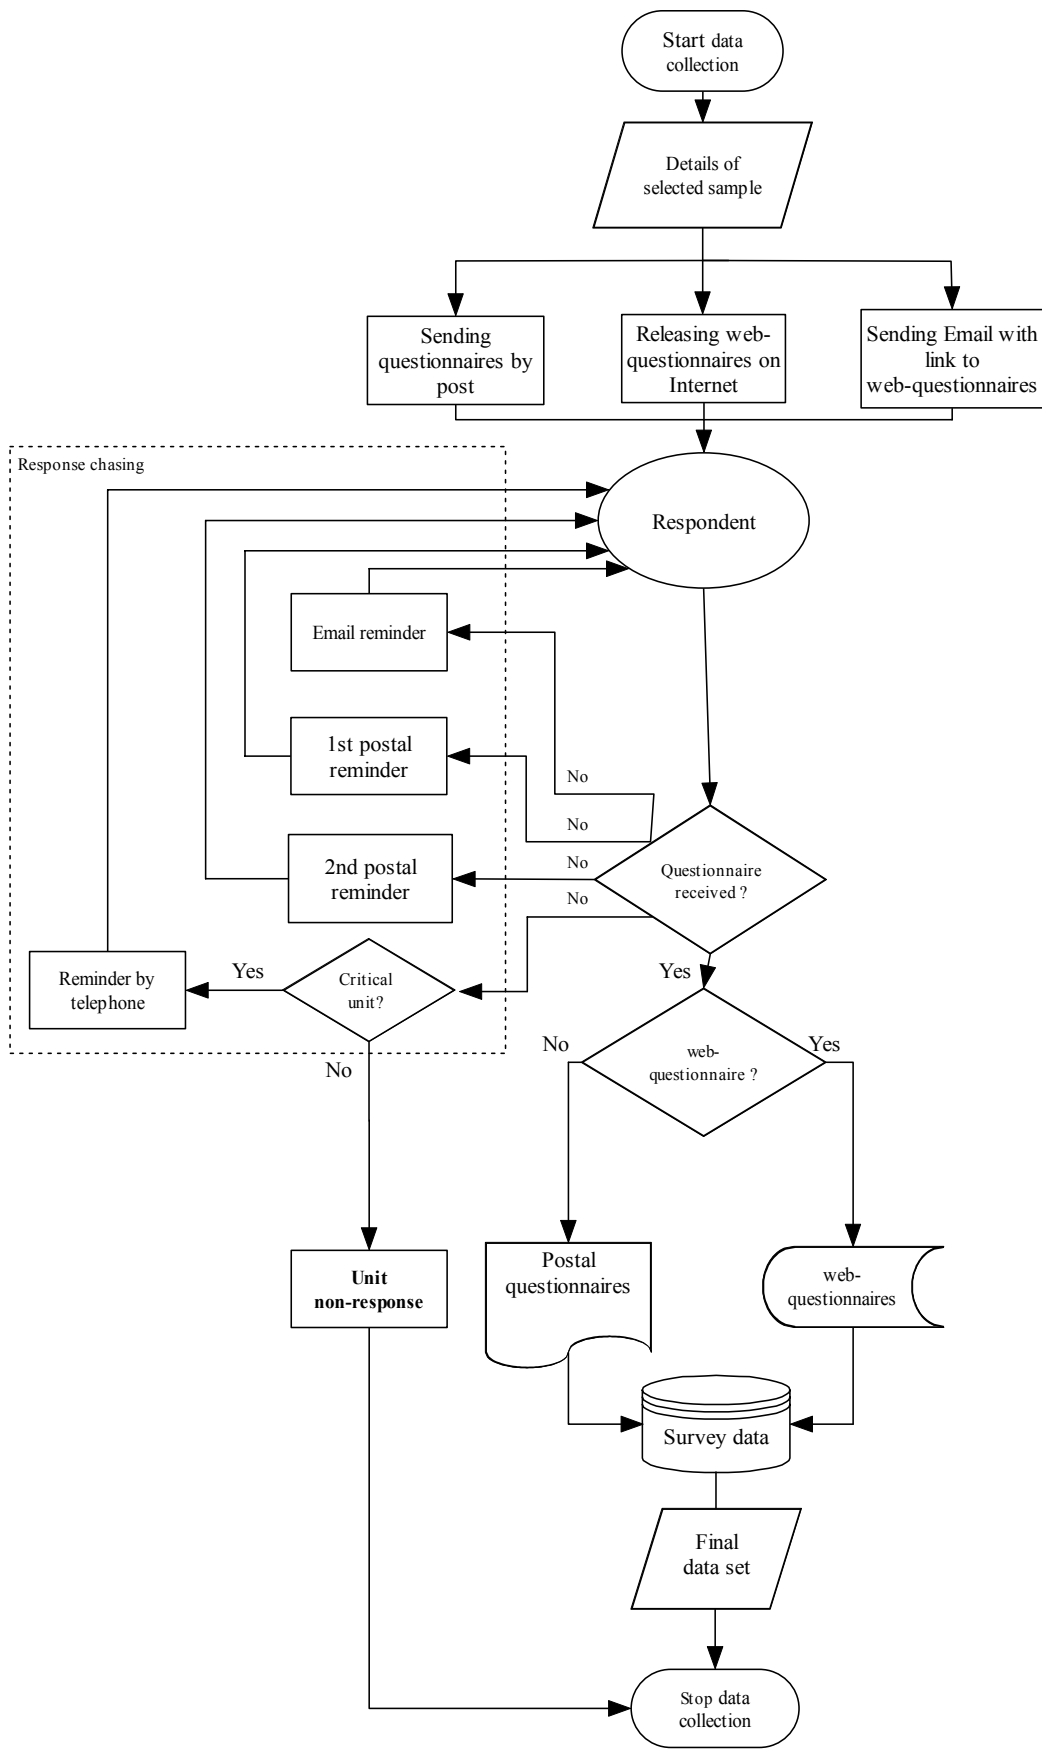 Start data
collection
Details of
selected sample
Sending
questionnaires by
post
Releasing web-
questionnaires on
Internet
Sending Email with
link to
web-questionnaires
Response chasing
Respondent
Email reminder
1st postal
reminder
No
No
2nd postal
reminder
No
No
Questionnaire
received ?
Reminder by
telephone
Yes
Critical
unit?
Yes
No
No
web-
questionnaire ?
Yes
Unit
non-response
Postal
questionnaires
web-
questionnaires
Survey data
Final
data set
Stop data
collection